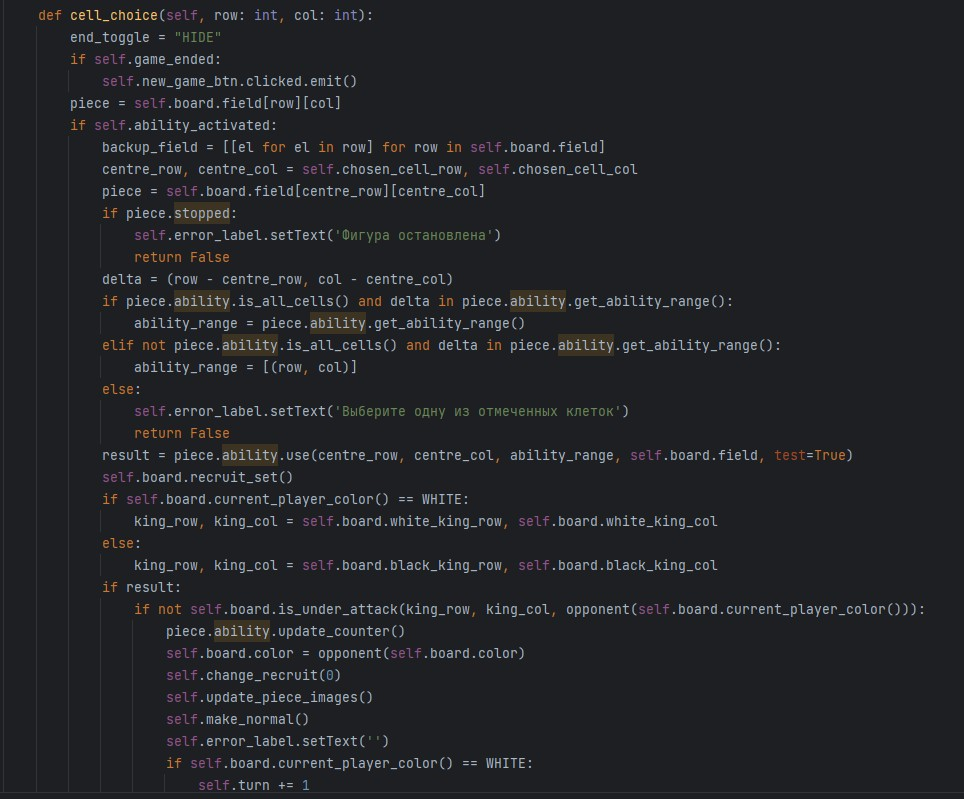 def cell_choice(self, row: int, col: int):
    end_toggle = "HIDE"
    if self.game_ended:
        self.new_game_btn.clicked.emit()
    piece = self.board.field[row][col]
    if self.ability_activated:
        backup_field = [[el for el in row] for row in self.board.field]
        centre_row, centre_col = self.chosen_cell_row, self.chosen_cell_col
        piece = self.board.field[centre_row][centre_col]
        if piece.stopped:
            self.error_label.setText('Фигура остановлена')
            return False
        delta = (row - centre_row, col - centre_col)
        if piece.ability.is_all_cells() and delta in piece.ability.get_ability_range():
            ability_range = piece.ability.get_ability_range()
        elif not piece.ability.is_all_cells() and delta in piece.ability.get_ability_range():
            ability_range = [(row, col)]
        else:
            self.error_label.setText('Выберите одну из отмеченных клеток')
            return False
        result = piece.ability.use(centre_row, centre_col, ability_range, self.board.field, test=True)
        self.board.recruit_set()
        if self.board.current_player_color() == WHITE:
            king_row, king_col = self.board.white_king_row, self.board.white_king_col
        else:
            king_row, king_col = self.board.black_king_row, self.board.black_king_col
        if result:
            if not self.board.is_under_attack(king_row, king_col, opponent(self.board.current_player_color())):
                piece.ability.update_counter()
                self.board.color = opponent(self.board.color)
                self.change_recruit(0)
                self.update_piece_images()
                self.make_normal()
                self.error_label.setText('')
                if self.board.current_player_color() == WHITE:
                    self.turn += 1